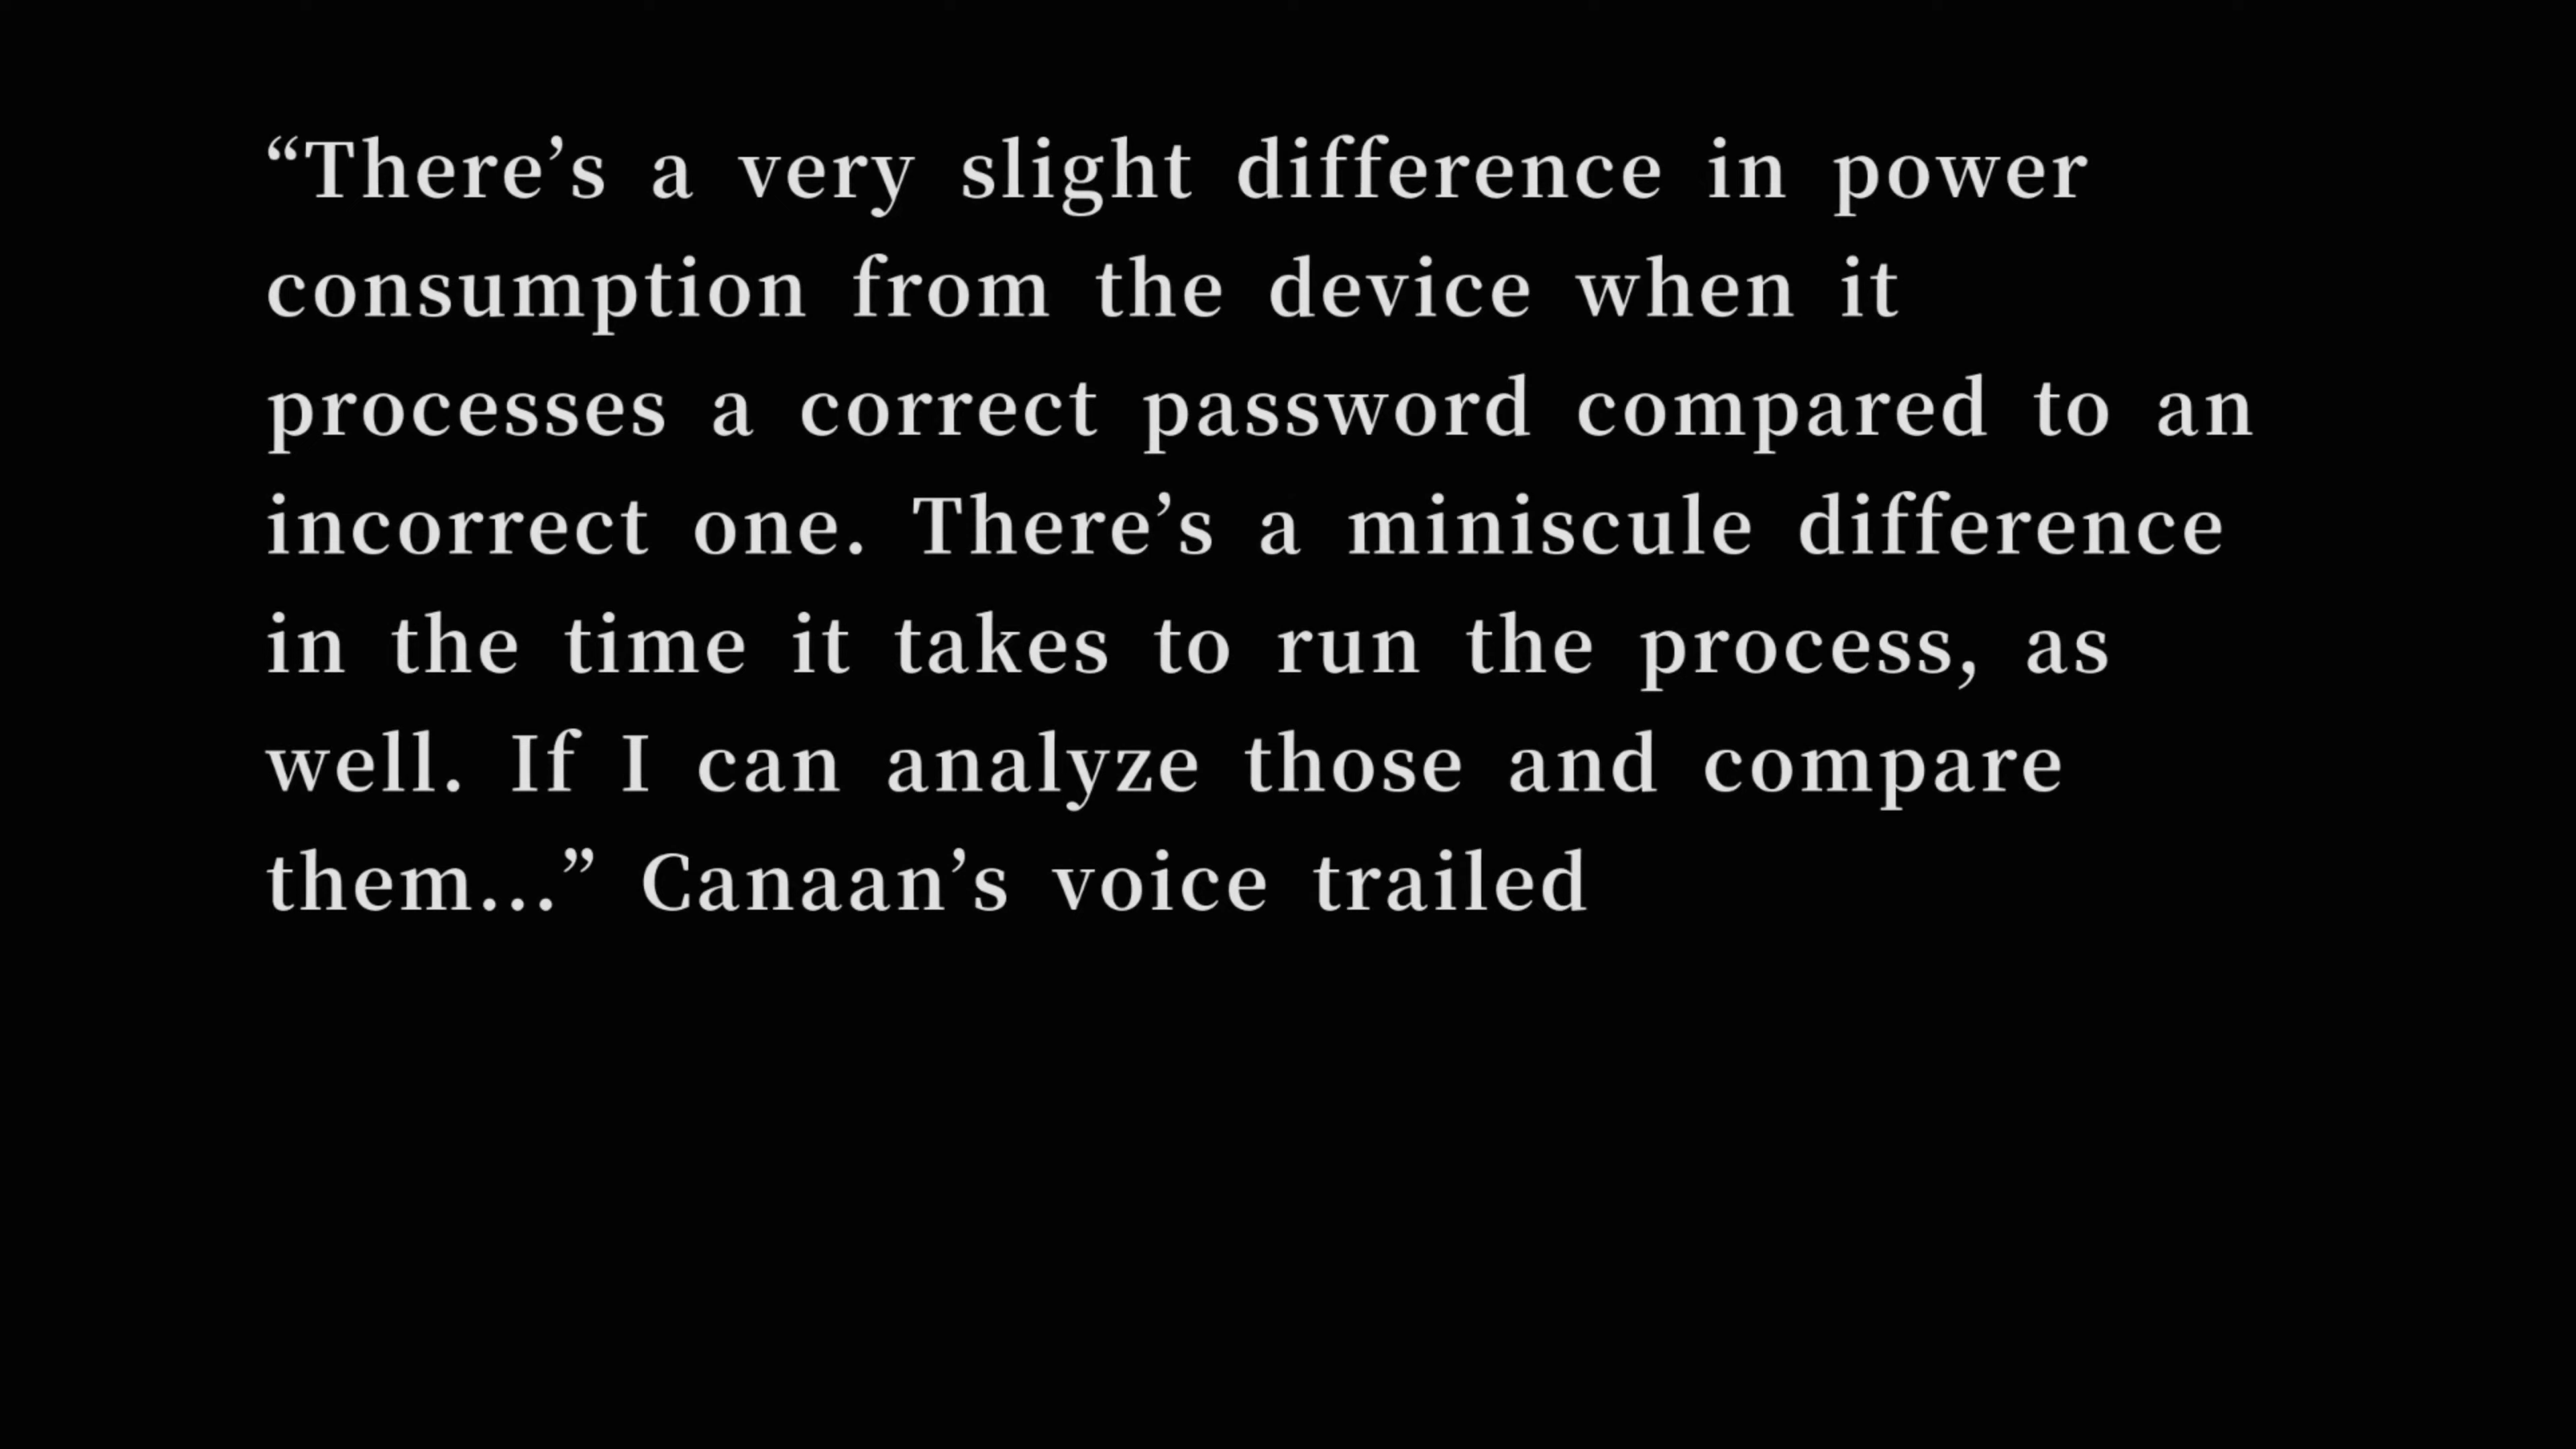 “There’s a very slight difference in power
consumption from the device when it
processes a correct password compared to an
incorrect one. There’s a miniscule difference
in the time it takes to run the process, as
well. If I can analyze those and compare
them...” Canaan’s voice trailed